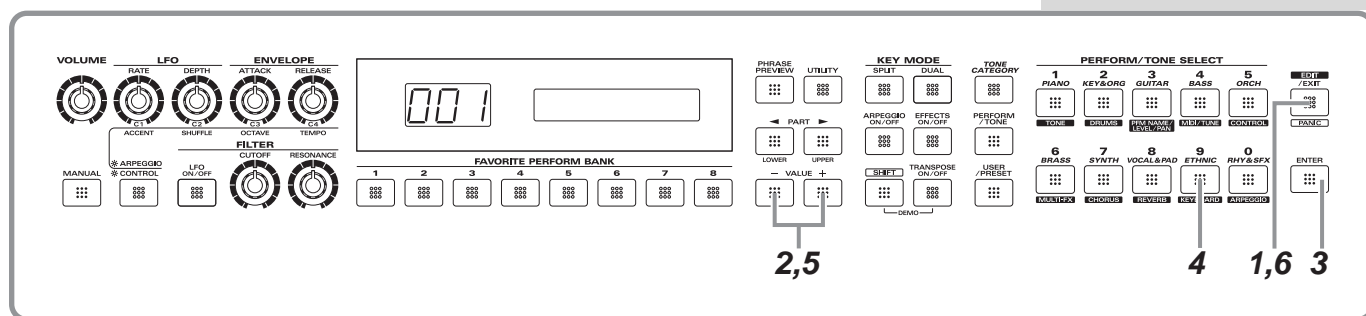 VOLUME
LFO
RATE
DEPTH
ENVELOPE
ATTACK
RELEASE
C1
C2
C3
C4
ACCENT
SHUFFLE
OCTAVE
TEMPO
FILTER
CUTOFF
RESONANCE
MANUAL
ARPEGGIO
CONTROL
LFO
ON/OFF
001
FAVORITE PERFORM BANK
1 2 3 4 5 6 7 8
PHRASE
PREVIEW
UTILITY
◄ PART ►
LOWER
UPPER
− VALUE +
2,5
KEY MODE
SPLIT
DUAL
ARPEGGIO
ON/OFF
EFFECTS
ON/OFF
SHIFT
TRANSPOSE
ON/OFF
DEMO
TONE
CATEGORY
PERFORM
/TONE
USER
/PRESET
PERFORM/TONE SELECT
1 2 3 4 5
PIANO KEY&ORG GUITAR BASS ORCH
TONE DRUMS PFM NAME/
LEVEL/PAN MIDI/TUNE CONTROL
6 7 8 9 0
BRASS SYNTH VOCAL&PAD ETHNIC RHY&SFX
MULTI-FX CHORUS REVERB KEYBOARD ARPEGGIO
EDIT
/EXIT
PANIC
ENTER
4
1,6
3